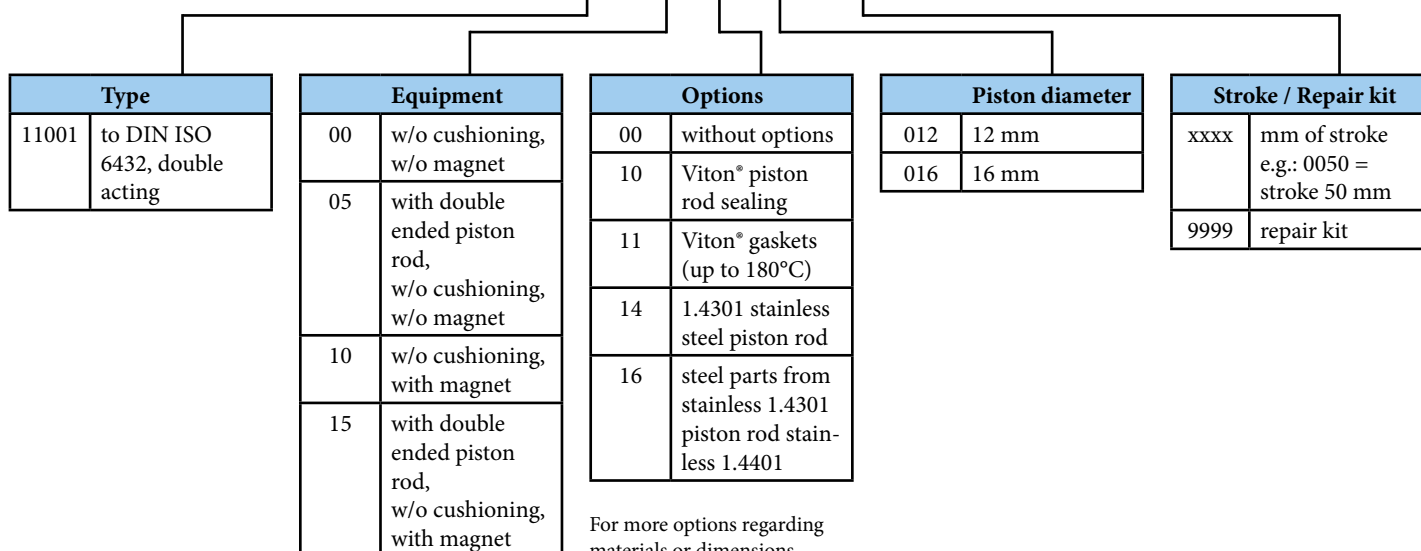 Type
11001 to DIN ISO
6432, double
acting
Equipment
00 w/o cushioning,
w/o magnet
05 with double
ended piston
rod,
w/o cushioning,
w/o magnet
10 w/o cushioning,
with magnet
15 with double
ended piston
rod,
w/o cushioning,
with magnet
Options
00 without options
10 Viton® piston
rod sealing
11 Viton® gaskets
(up to 180°C)
14 1.4301 stainless
steel piston rod
16 steel parts from
stainless 1.4301
piston rod stain-
less 1.4401
For more options regarding
materials or dimensions
Piston diameter
012 12 mm
016 16 mm
Stroke / Repair kit
xxxx mm of stroke
e.g.: 0050 =
stroke 50 mm
9999 repair kit